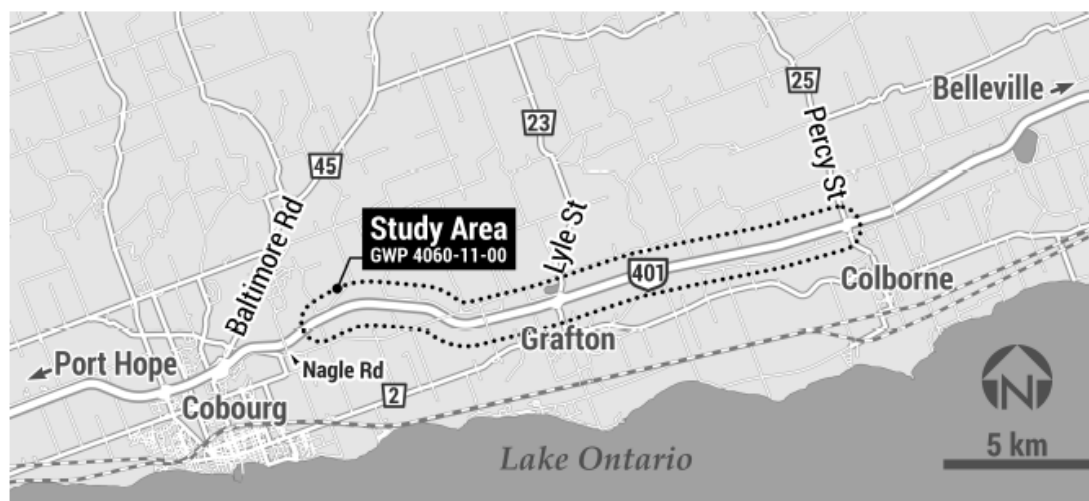 25
Belleville
23
Percy St
45
Baltimore Rd
Study Area
GWP 4060-11-00
Lyle St
401
Colborne
Grafton
Port Hope
Nagle Rd
2
Cobourg
N
5 km
Lake Ontario